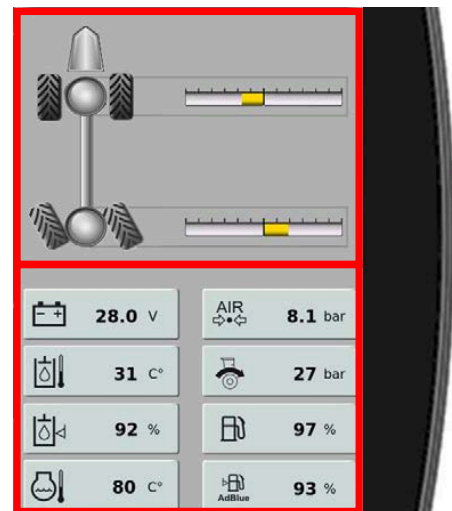 28.0 V
AIR 8.1 bar
31 C°
27 bar
92 %
97 %
80 C°
AdBlue 93 %